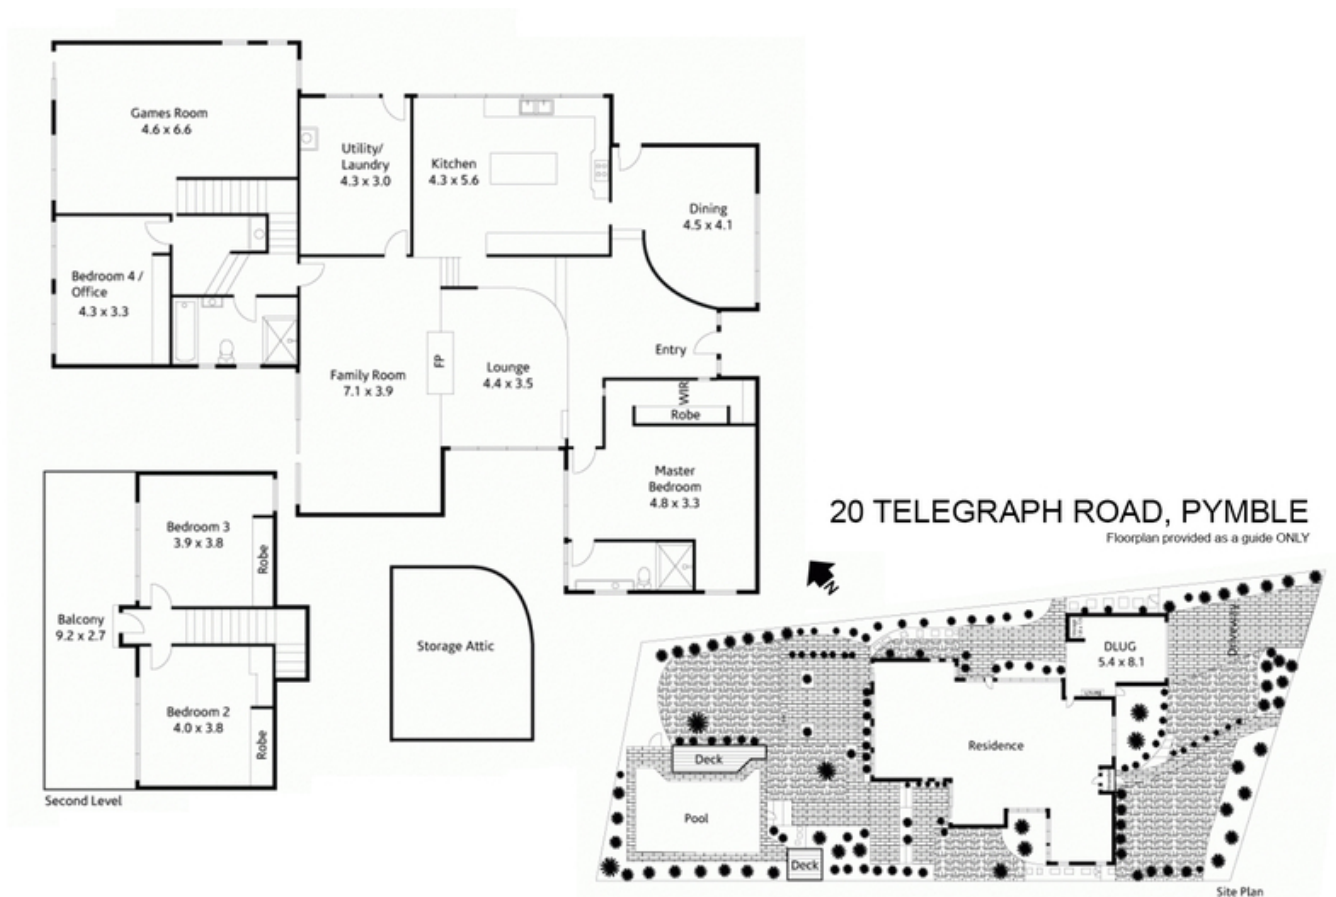 Games Room
4.6 x 6.6
Utility/
Laundry
4.3 x 3.0
Kitchen
4.3 x 5.6
Dining
4.5 x 4.1
Bedroom 4 /
Office
4.3 x 3.3
Family Room
7.1 x 3.9
FP
Lounge
4.4 x 3.5
Entry
WIR
Robe
Master
Bedroom
4.8 x 3.3
Bedroom 3
3.9 x 3.8
Robe
Balcony
9.2 x 2.7
Bedroom 2
4.0 x 3.8
Robe
Second Level
Storage Attic
20 TELEGRAPH ROAD, PYMBLE
Floorplan provided as a guide ONLY
N
Driveway
DLUG
5.4 x 8.1
Residence
Deck
Pool
Deck
Site Plan